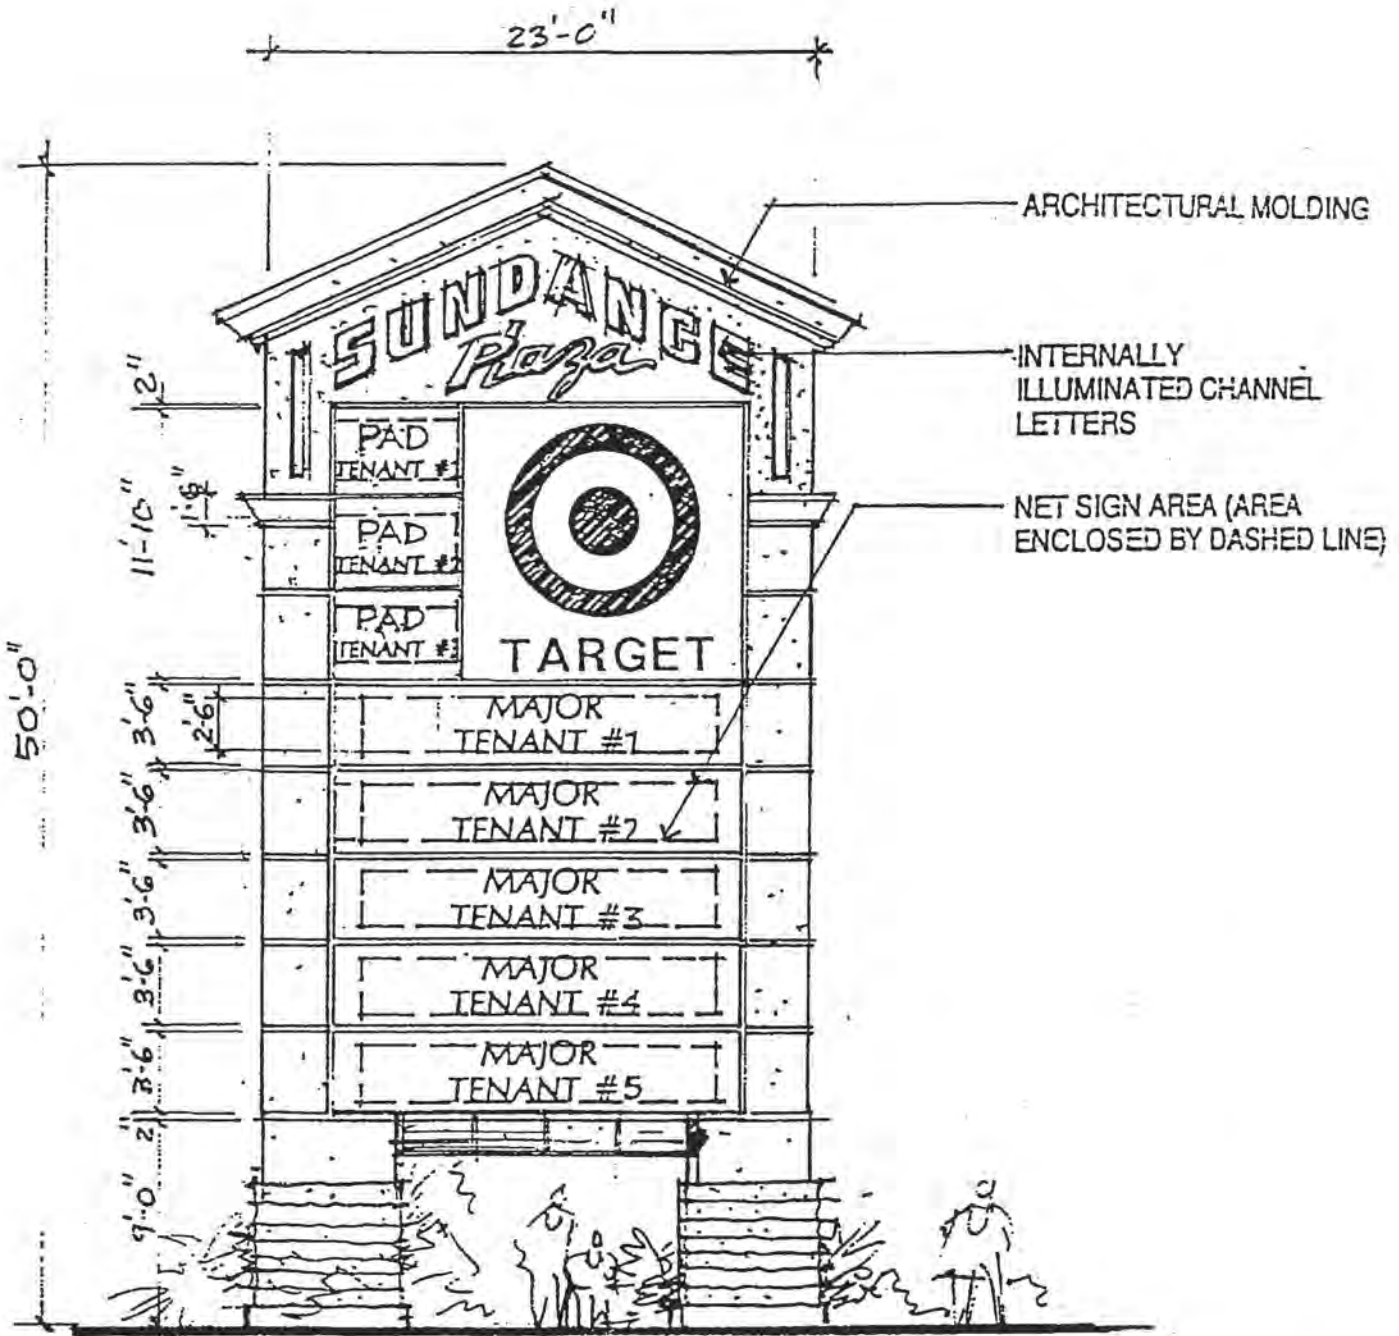 23'-0"
ARCHITECTURAL MOLDING
SUNDANCE
Plaza
INTERNALLY
ILLUMINATED CHANNEL
LETTERS
2"
PAD
TENANT #1
11'-10"
1'-6"
NET SIGN AREA (AREA
ENCLOSED BY DASHED LINE)
PAD
TENANT #2
PAD
TENANT #3
TARGET
50'-0"
3'-6"
2'-6"
MAJOR
TENANT #1
3'-6"
MAJOR
TENANT #2
3'-6"
MAJOR
TENANT #3
3'-6"
MAJOR
TENANT #4
3'-6"
MAJOR
TENANT #5
2"
9'-0"